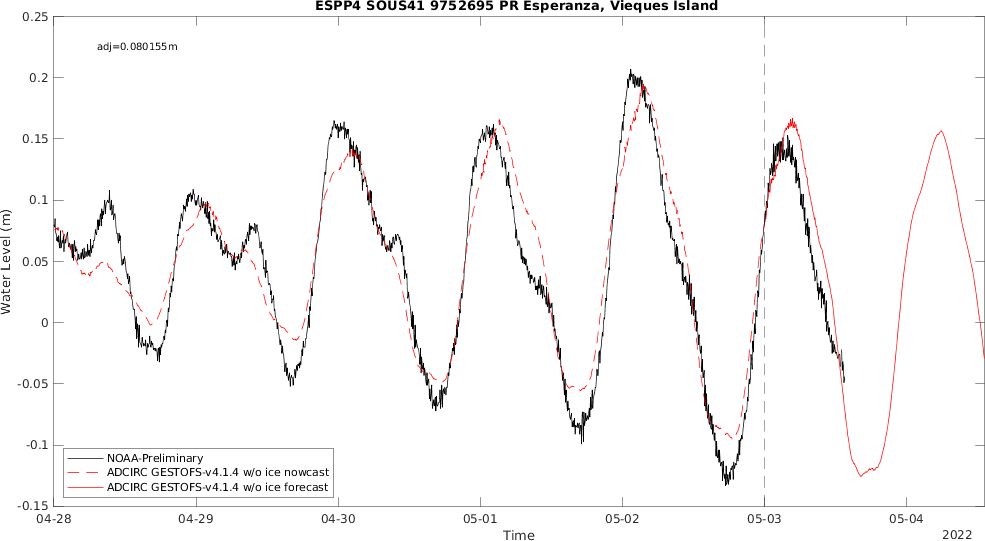 ESPP4 SOUS41 9752695 PR Esperanza, Vieques Island
adj=0.080155m
0.25
0.2
0.15
0.1
0.05
0
-0.05
-0.1
-0.15
Water Level (m)
NOAA-Preliminary
ADCIRC GESTOFS-v4.1.4 w/o ice nowcast
ADCIRC GESTOFS-v4.1.4 w/o ice forecast
04-28 04-29 04-30 05-01 05-02 05-03 05-04
Time
2022